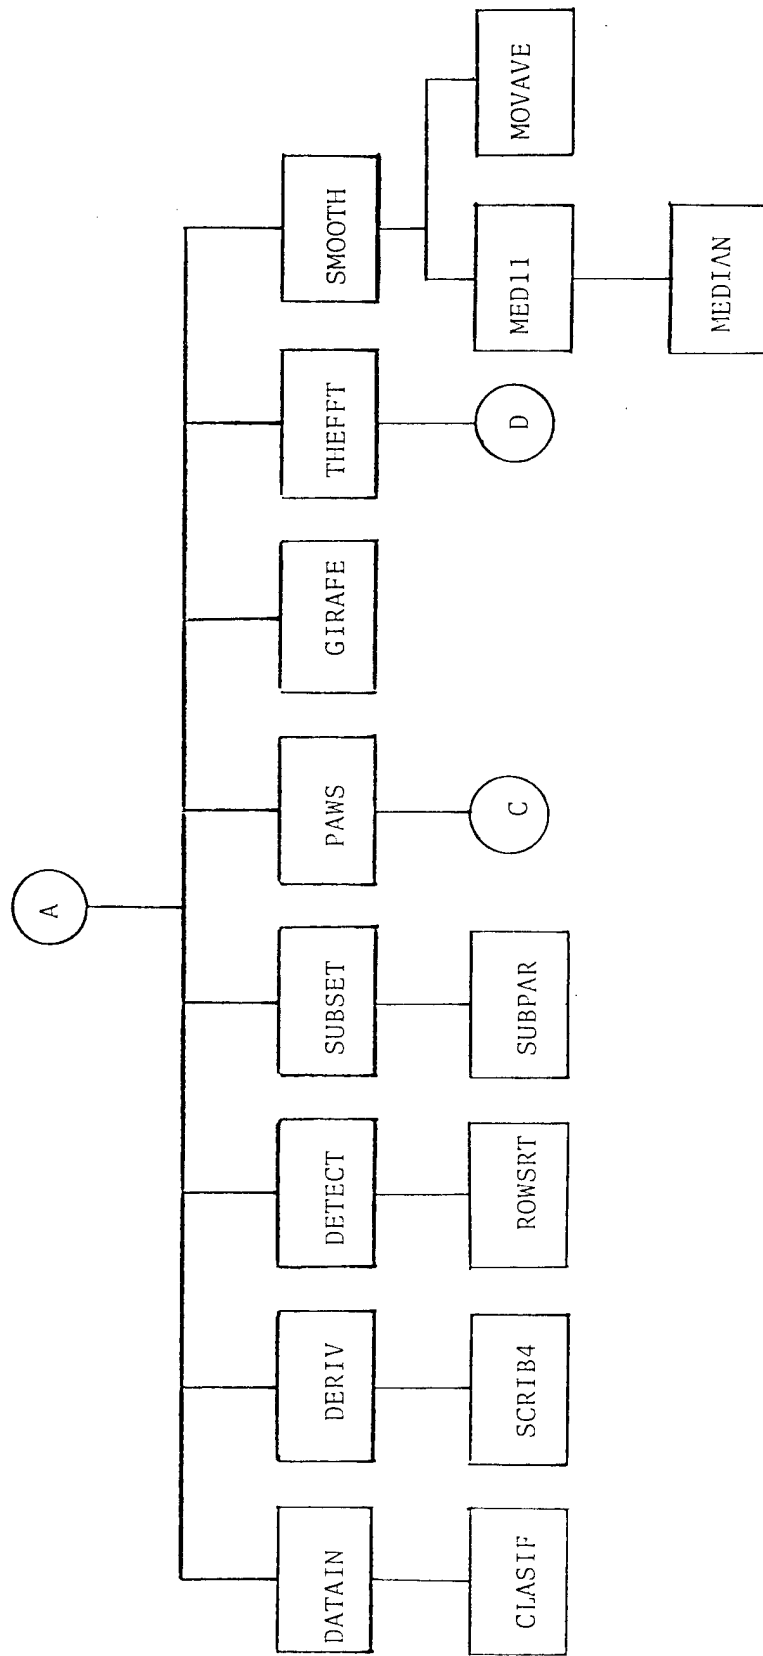 A
DATAIN
DERIV
DETECT
SUBSET
PAWS
GIRAFE
THEFFT
SMOOTH
CLASIF
SCRIB4
ROWSRT
SUBPAR
C
D
MED11
MOVAVE
MEDIAN